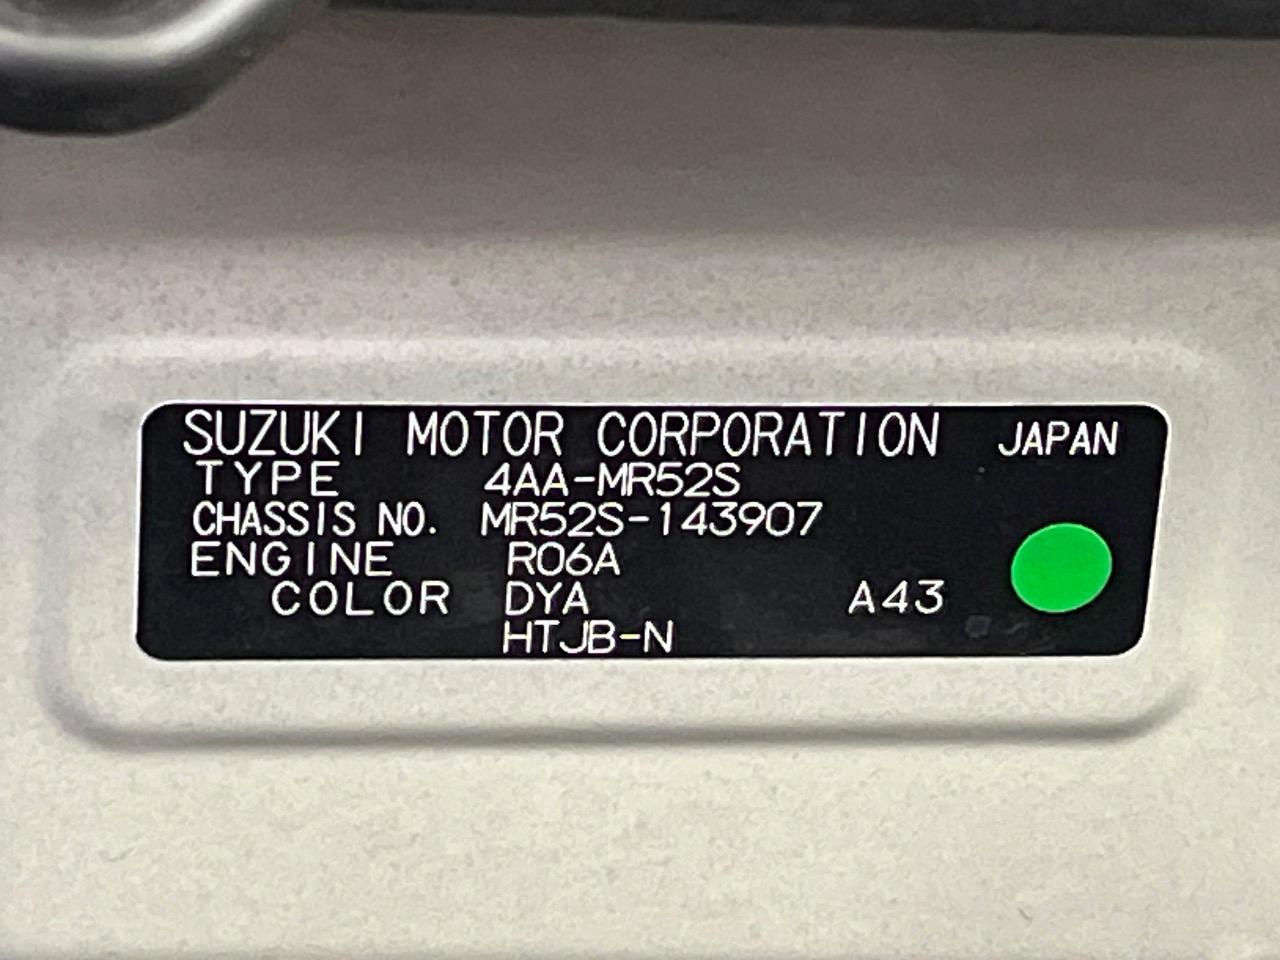 SUZUKI MOTOR CORPORATION JAPAN
TYPE 4AA-MR52S
CHASSIS NO. MR52S-143907
ENGINE R06A
COLOR DYA A43
HTJB-N